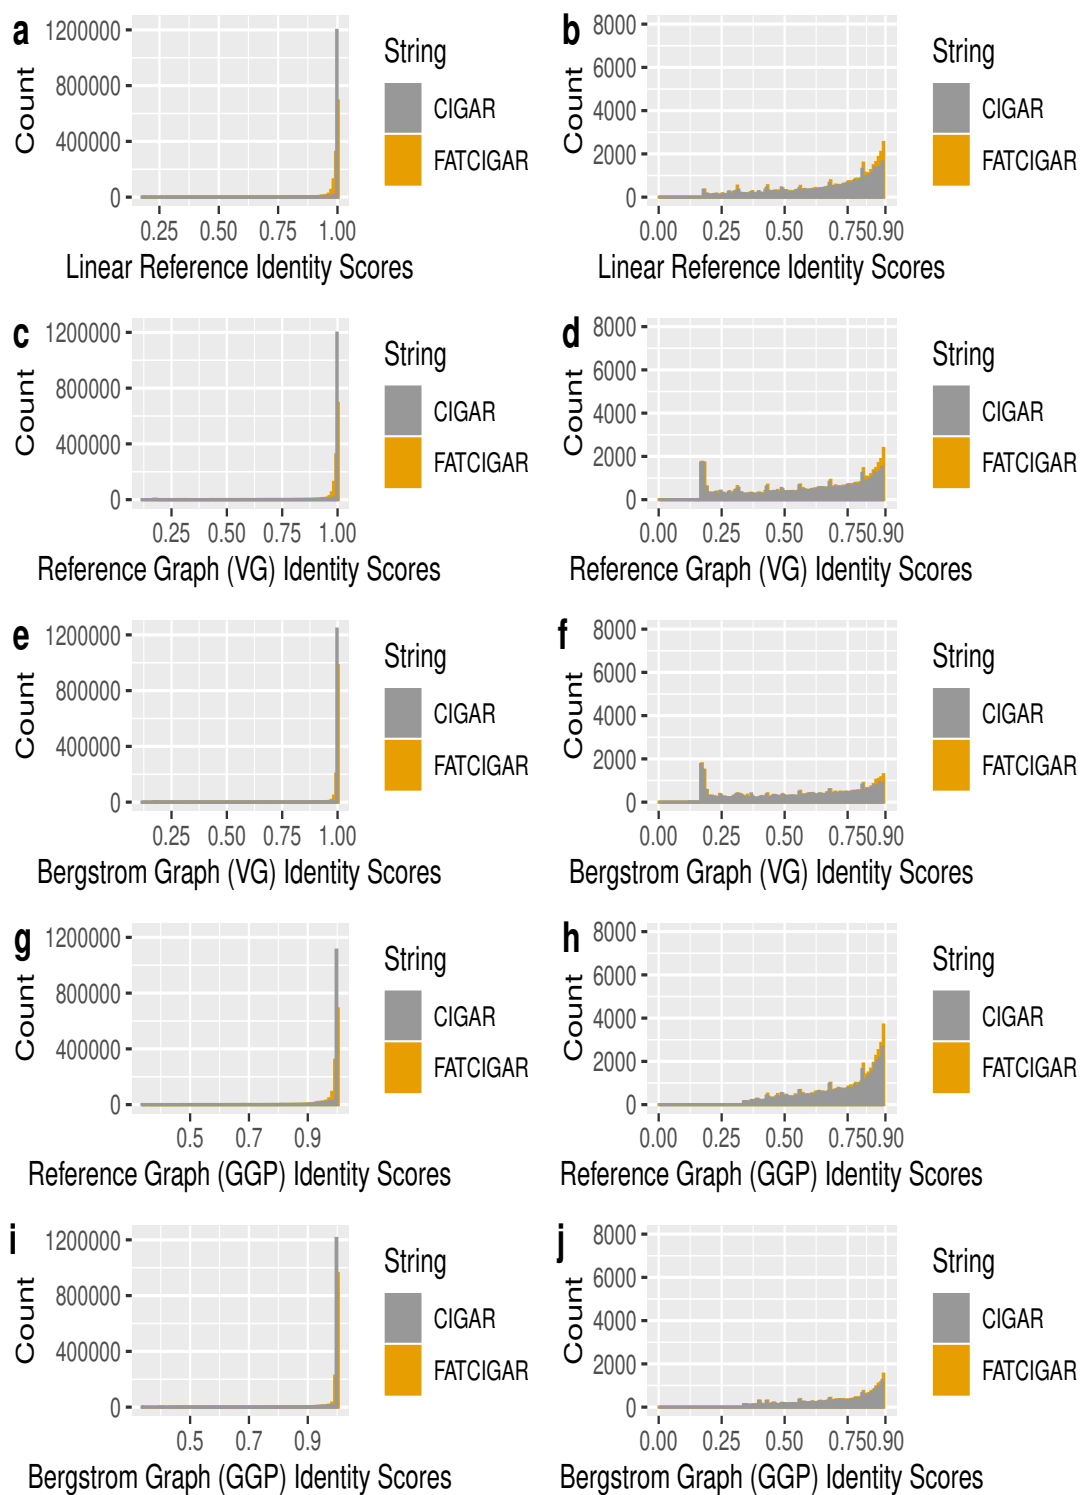 a
1200000
800000
400000
0
Count
0.25 0.50 0.75 1.00
Linear Reference Identity Scores
String
CIGAR
FATCIGAR
b
8000
6000
4000
2000
0
Count
0.00 0.25 0.50 0.75 0.90
Linear Reference Identity Scores
String
CIGAR
FATCIGAR
c
1200000
800000
400000
0
Count
0.25 0.50 0.75 1.00
Reference Graph (VG) Identity Scores
String
CIGAR
FATCIGAR
d
8000
6000
4000
2000
0
Count
0.00 0.25 0.50 0.75 0.90
Reference Graph (VG) Identity Scores
String
CIGAR
FATCIGAR
e
1200000
800000
400000
0
Count
0.25 0.50 0.75 1.00
Bergstrom Graph (VG) Identity Scores
String
CIGAR
FATCIGAR
f
8000
6000
4000
2000
0
Count
0.00 0.25 0.50 0.75 0.90
Bergstrom Graph (VG) Identity Scores
String
CIGAR
FATCIGAR
g
1200000
800000
400000
0
Count
0.5 0.7 0.9
Reference Graph (GGP) Identity Scores
String
CIGAR
FATCIGAR
h
8000
6000
4000
2000
0
Count
0.00 0.25 0.50 0.75 0.90
Reference Graph (GGP) Identity Scores
String
CIGAR
FATCIGAR
i
1200000
800000
400000
0
Count
0.5 0.7 0.9
Bergstrom Graph (GGP) Identity Scores
String
CIGAR
FATCIGAR
j
8000
6000
4000
2000
0
Count
0.00 0.25 0.50 0.75 0.90
Bergstrom Graph (GGP) Identity Scores
String
CIGAR
FATCIGAR